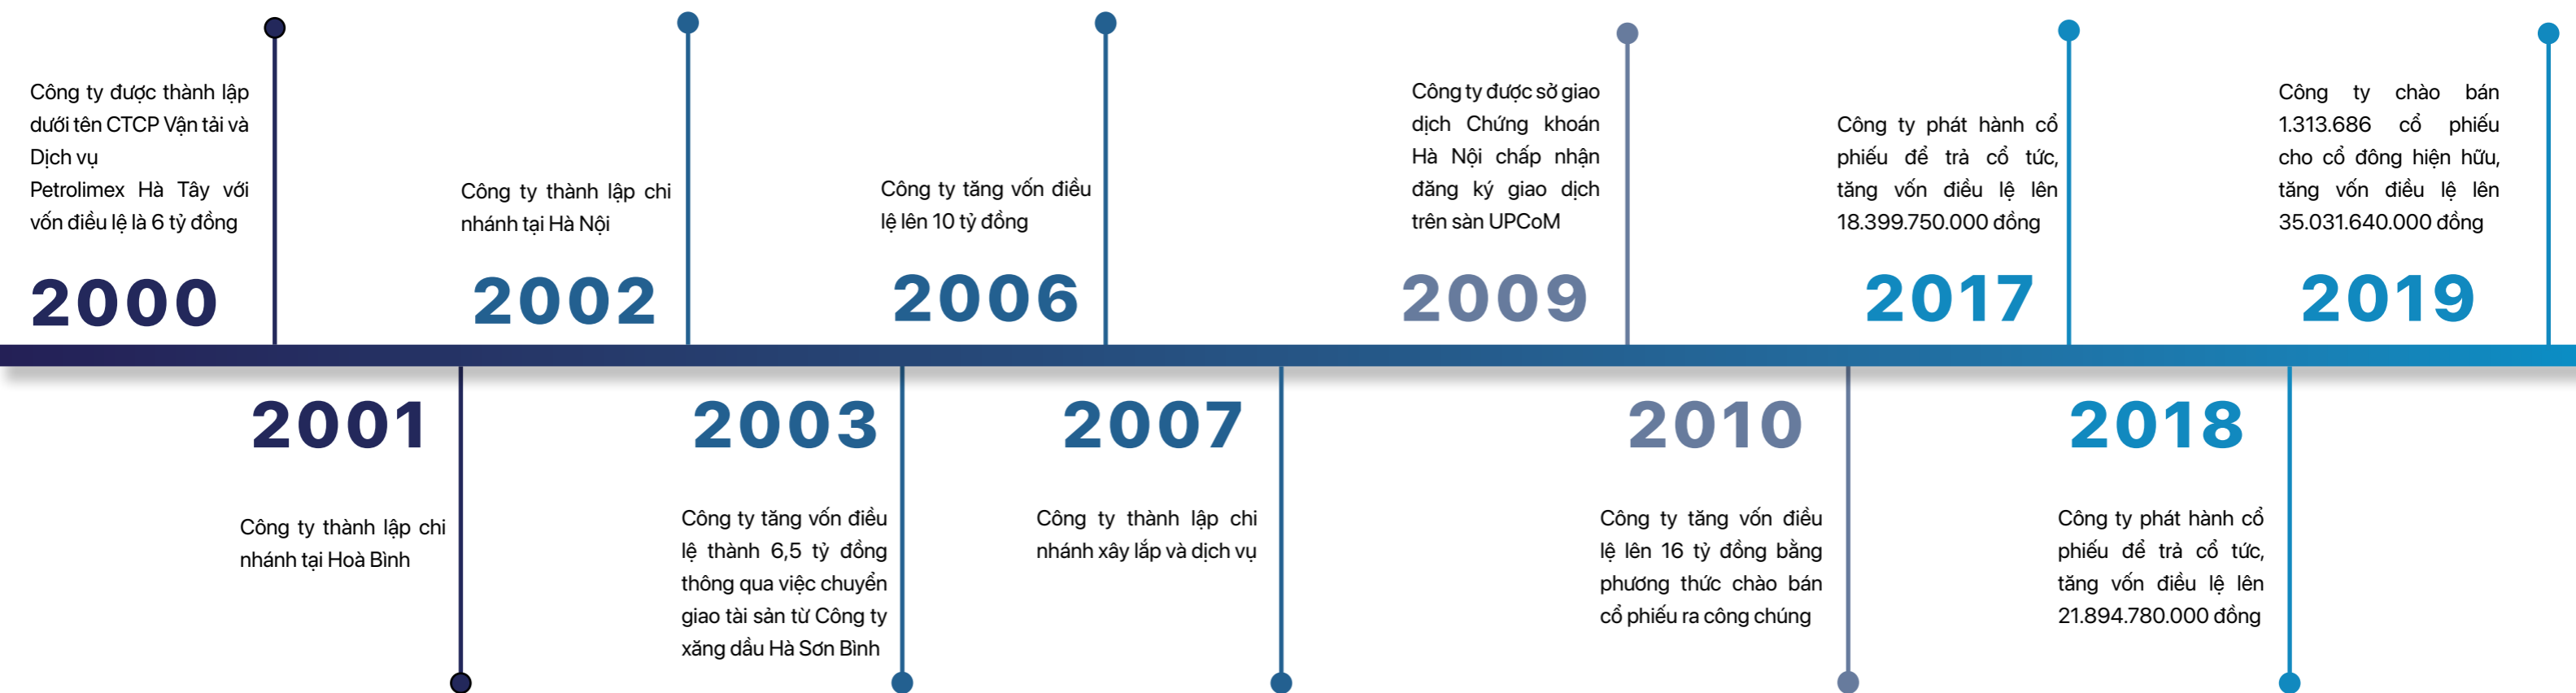 Công ty được thành lập
dưới tên CTCP Vận tải và
Dịch vụ
Petrolimex Hà Tây với
vốn điều lệ là 6 tỷ đồng
2000
2001
Công ty thành lập chi
nhánh tại Hoà Bình
Công ty thành lập chi
nhánh tại Hà Nội
2002
2003
Công ty tăng vốn điều
lệ thành 6,5 tỷ đồng
thông qua việc chuyển
giao tài sản từ Công ty
xăng dầu Hà Sơn Bình
Công ty tăng vốn điều
lệ lên 10 tỷ đồng
2006
2007
Công ty thành lập chi
nhánh xây lắp và dịch vụ
Công ty được sở giao
dịch Chứng khoán
Hà Nội chấp nhận
đăng ký giao dịch
trên sàn UPCoM
2009
2010
Công ty tăng vốn điều
lệ lên 16 tỷ đồng bằng
phương thức chào bán
cổ phiếu ra công chúng
Công ty phát hành cổ
phiếu để trả cổ tức,
tăng vốn điều lệ lên
18.399.750.000 đồng
2017
2018
Công ty phát hành cổ
phiếu để trả cổ tức,
tăng vốn điều lệ lên
21.894.780.000 đồng
Công ty chào bán
1.313.686 cổ phiếu
cho cổ đông hiện hữu,
tăng vốn điều lệ lên
35.031.640.000 đồng
2019